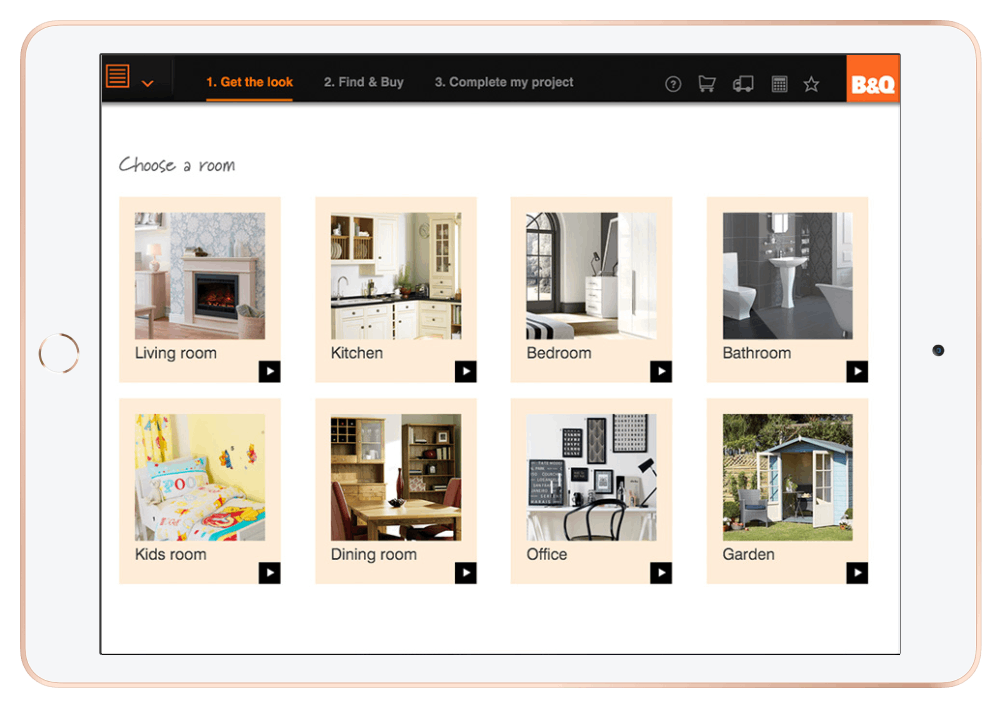 1. Get the look
2. Find & Buy
3. Complete my project
?
B&Q
Choose a room
Living room
Kitchen
Bedroom
Bathroom
POO
Kids room
Dining room
Office
Garden